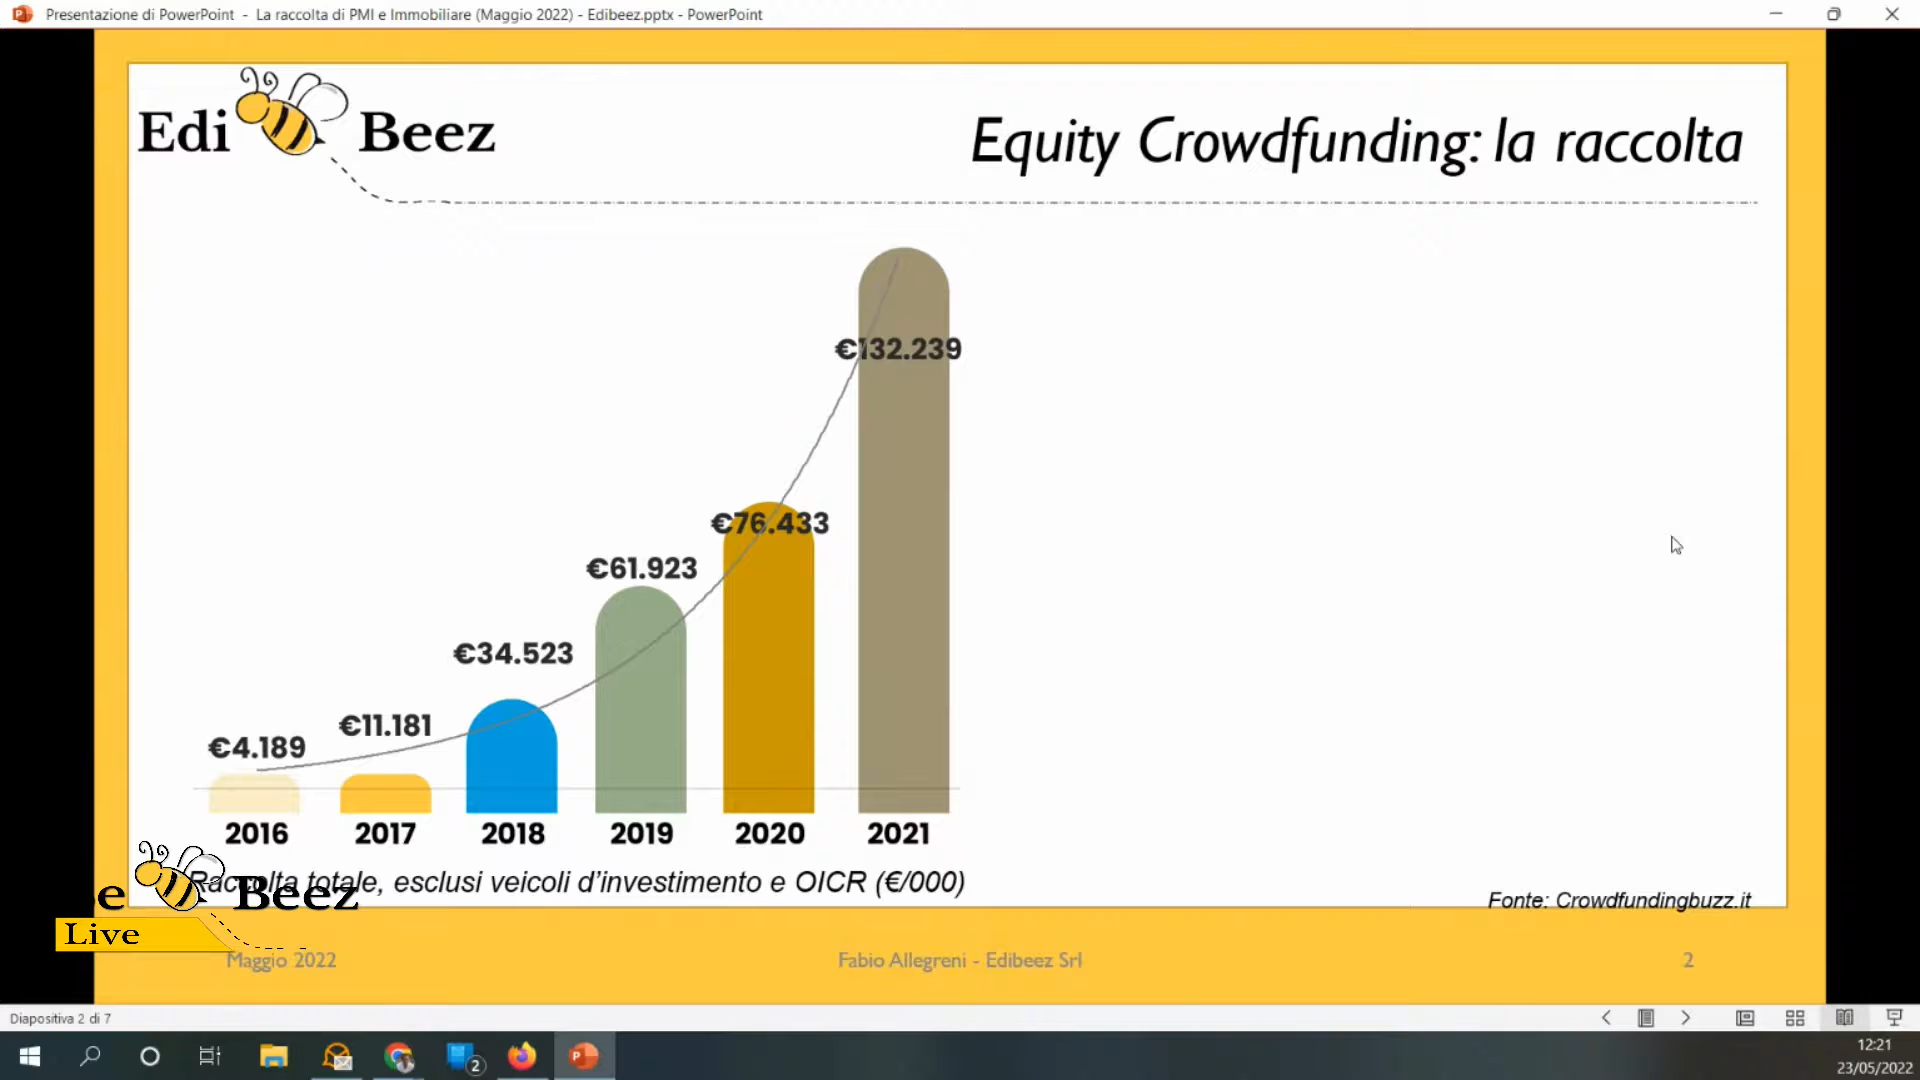 Presentazione di PowerPoint - La raccolta di PMI e Immobiliare (Maggio 2022) - Edibeez.pptx - PowerPoint
Edi Beez
Equity Crowdfunding: la raccolta
€132.239
€76.433
€61.923
€34.523
€11.181
€4.189
2016 2017 2018 2019 2020 2021
Raccolta totale, esclusi veicoli d'investimento e OICR (€/000)
Beez
Live
Fonte: Crowdfundingbuzz.it
Maggio 2022 Fabio Allegreni - Edibeez Srl 2
Diapositiva 2 di 7
2
12:21
23/05/2022